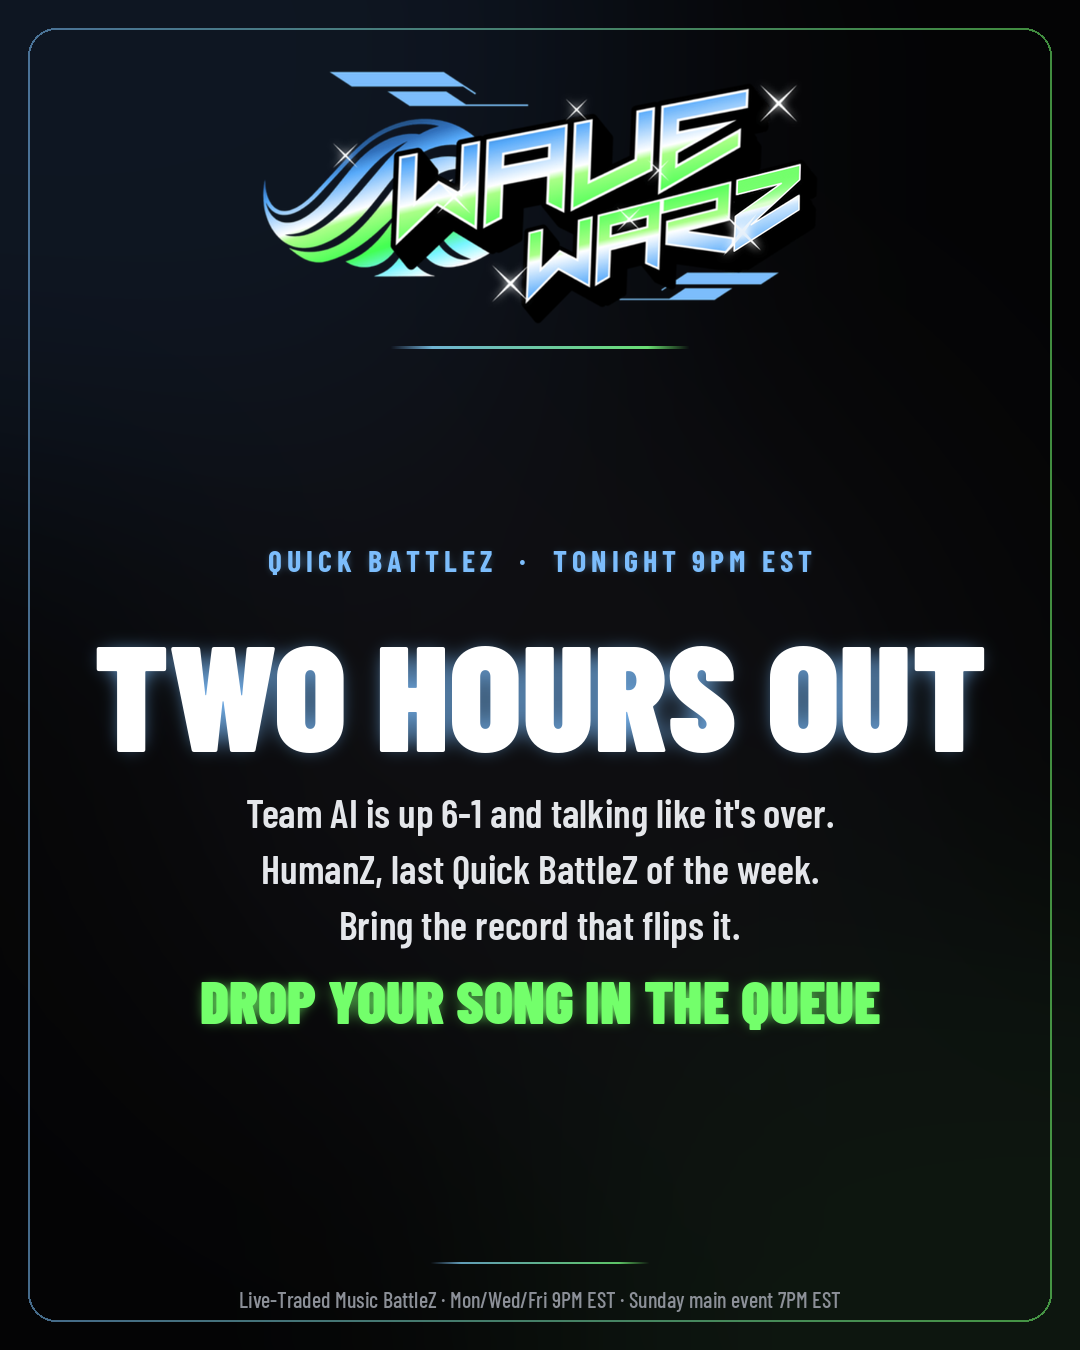 WAVE
WARZ
QUICK BATTLEZ · TONIGHT 9PM EST
TWO HOURS OUT
Team AI is up 6-1 and talking like it's over.
HumanZ, last Quick BattleZ of the week.
Bring the record that flips it.
DROP YOUR SONG IN THE QUEUE
Live-Traded Music BattleZ · Mon/Wed/Fri 9PM EST · Sunday main event 7PM EST